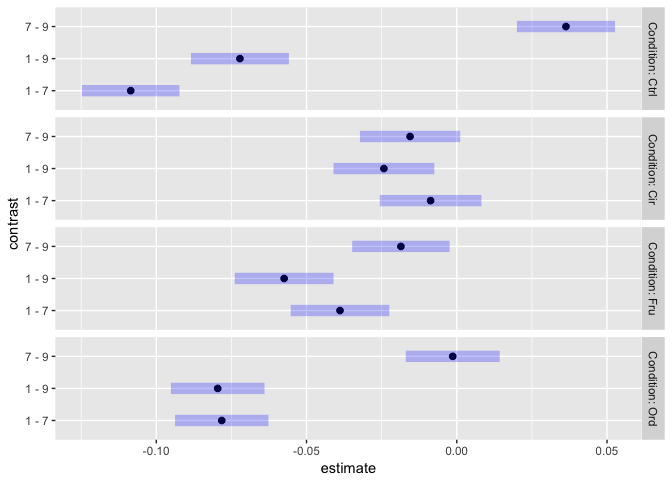 7 - 9
1 - 9
1 - 7
Condition: Ctrl
7 - 9
1 - 9
1 - 7
Condition: Cir
7 - 9
1 - 9
1 - 7
Condition: Fru
7 - 9
1 - 9
1 - 7
Condition: Ord
contrast
-0.10 -0.05 0.00 0.05
estimate